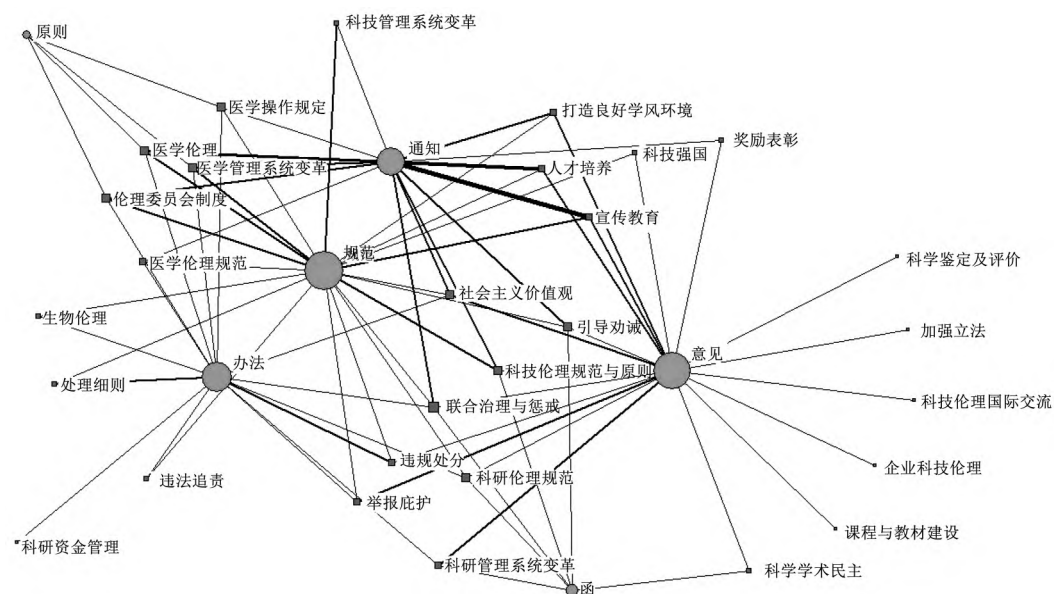 科技管理系统变革
原则
医学操作规定
打造良好学风环境
奖励表彰
通知
医学伦理
科技强国
医学管理系统变革
人才培养
伦理委员会制度
宣传教育
规范
科学鉴定及评价
医学伦理规范
社会主义价值观
生物伦理
引导劝诫
加强立法
意见
办法
科技伦理规范与原则
处理细则
科技伦理国际交流
联合治理与惩戒
违规处分
企业科技伦理
违法追责
科研伦理规范
举报庇护
课程与教材建设
科研资金管理
科研管理系统变革
科学学术民主
函